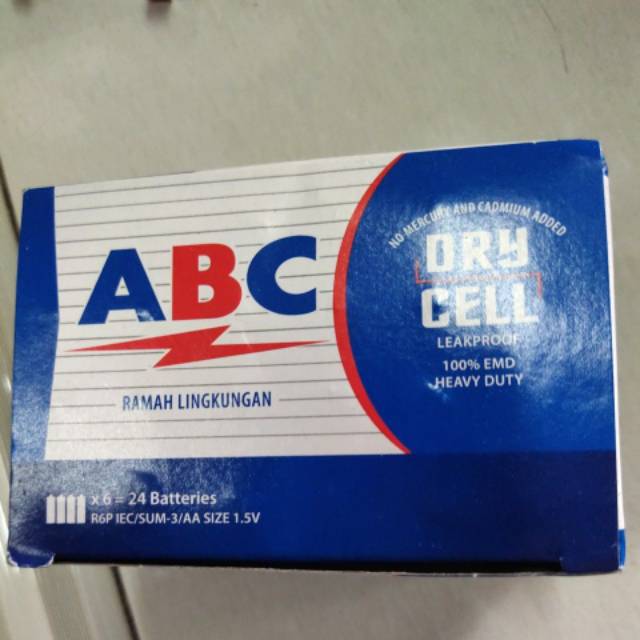 ABC
RAMAH LINGKUNGAN
NO MERCURY AND CADMIUM ADDED
DRY
CELL
LEAKPROOF
100% EMD
HEAVY DUTY
x 6 = 24 Batteries
R6P IEC/SUM-3/AA SIZE 1.5V